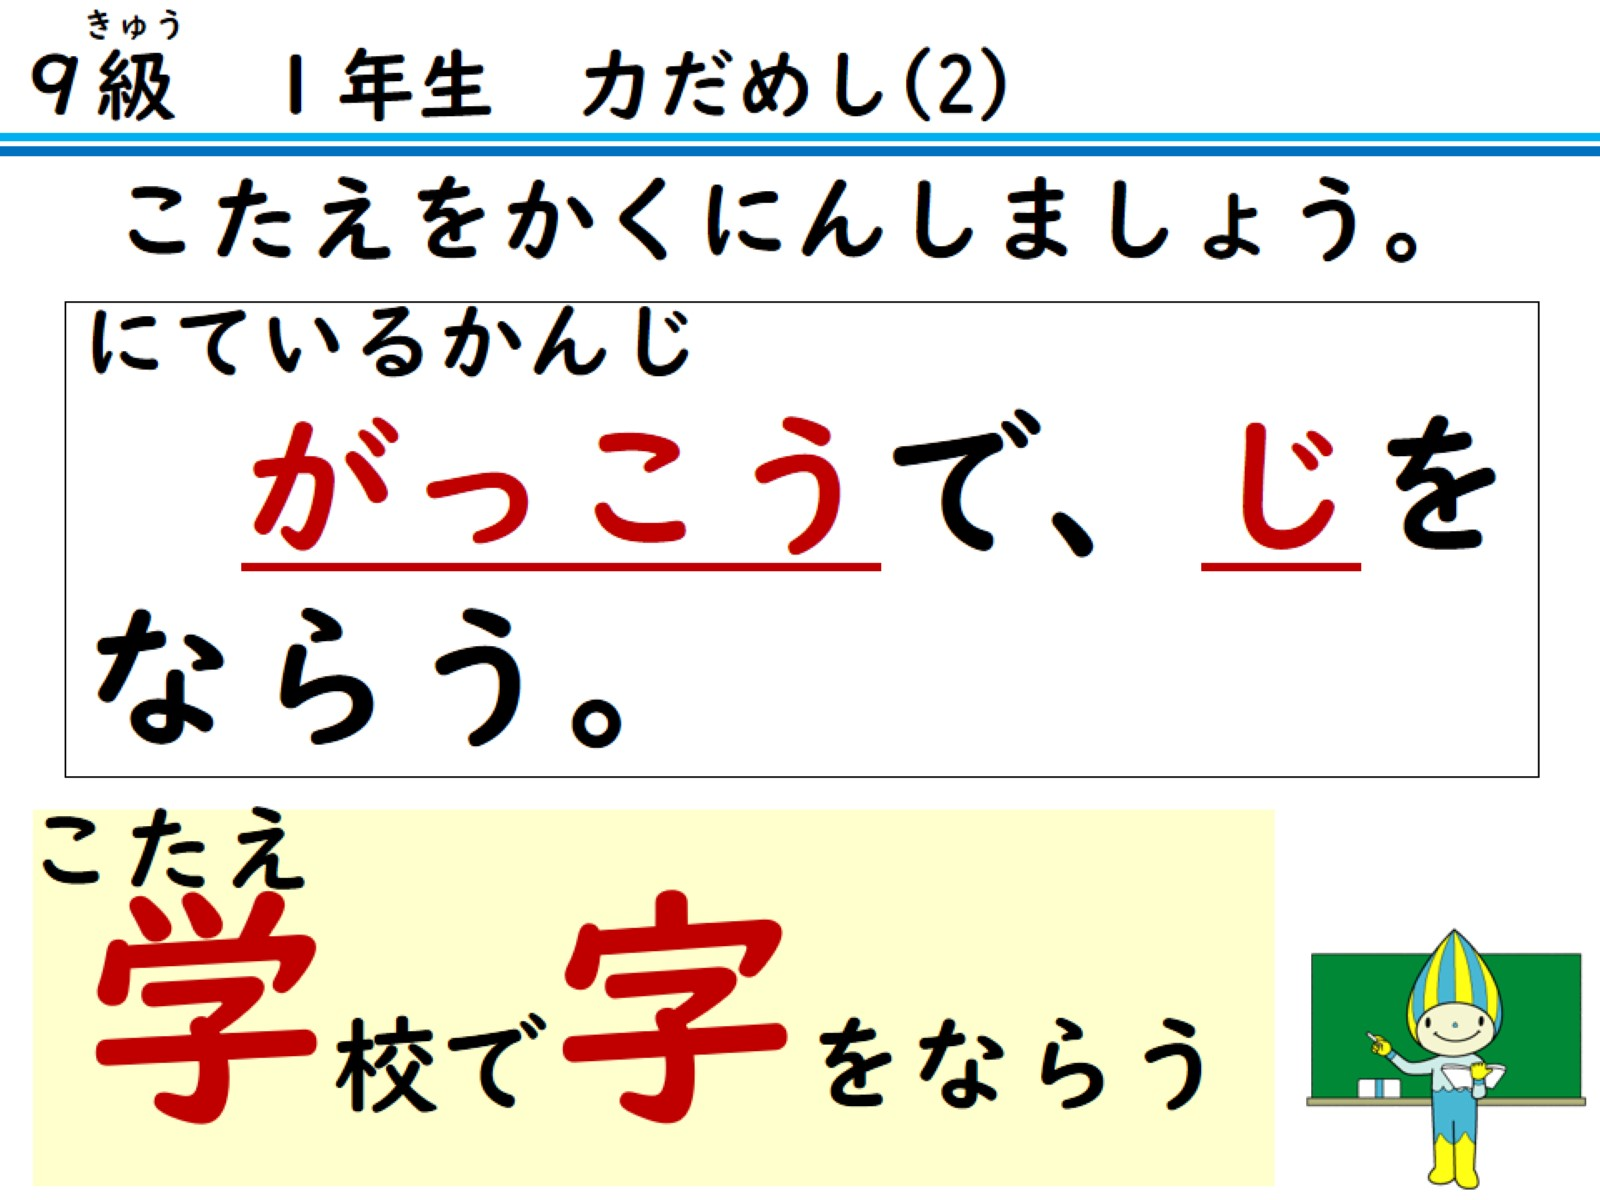 きゅう
9級　1年生　力だめし(2)
こたえをかくにんしましょう。
にているかんじ
がっこうで、じを
ならう。
こたえ
学校で字をならう